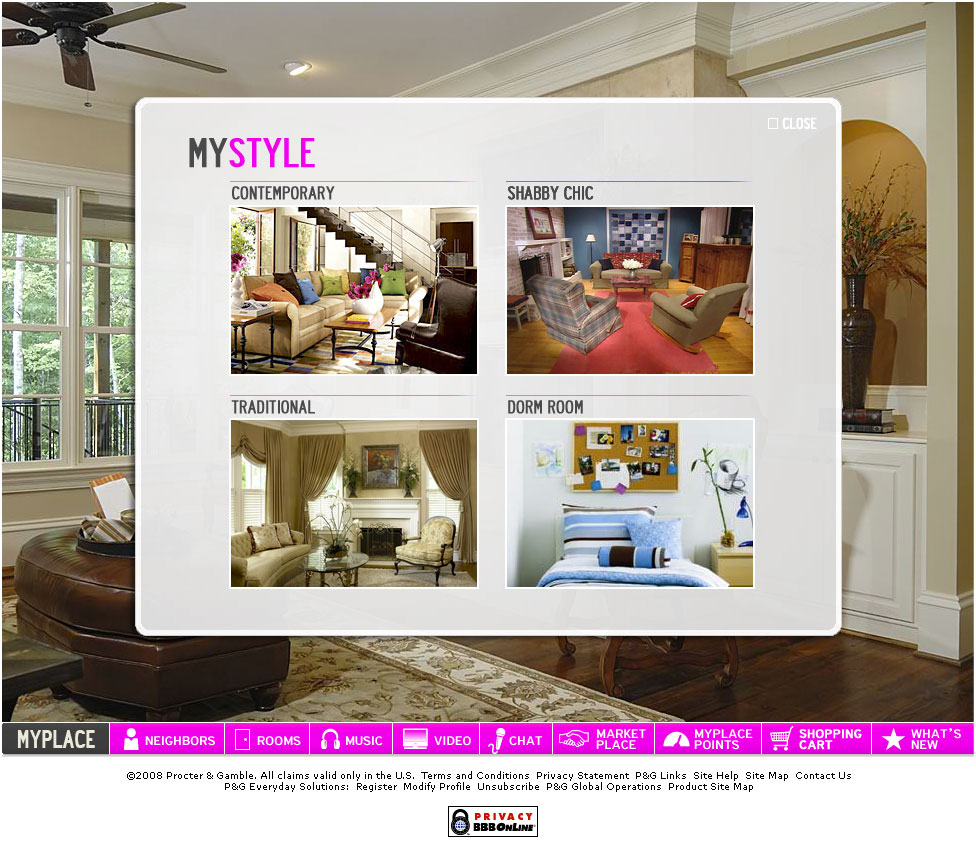 CLOSE
MYSTYLE
CONTEMPORARY
SHABBY CHIC
TRADITIONAL
DORM ROOM
MYPLACE
NEIGHBORS
ROOMS
MUSIC
VIDEO
CHAT
MARKET
PLACE
MYPLACE
POINTS
SHOPPING
CART
WHAT'S
NEW
©2008 Procter & Gamble. All claims valid only in the U.S. Terms and Conditions Privacy Statement P&G Links Site Help Site Map Contact Us
P&G Everyday Solutions: Register Modify Profile Unsubscribe P&G Global Operations Product Site Map
PRIVACY
BBBONLINE